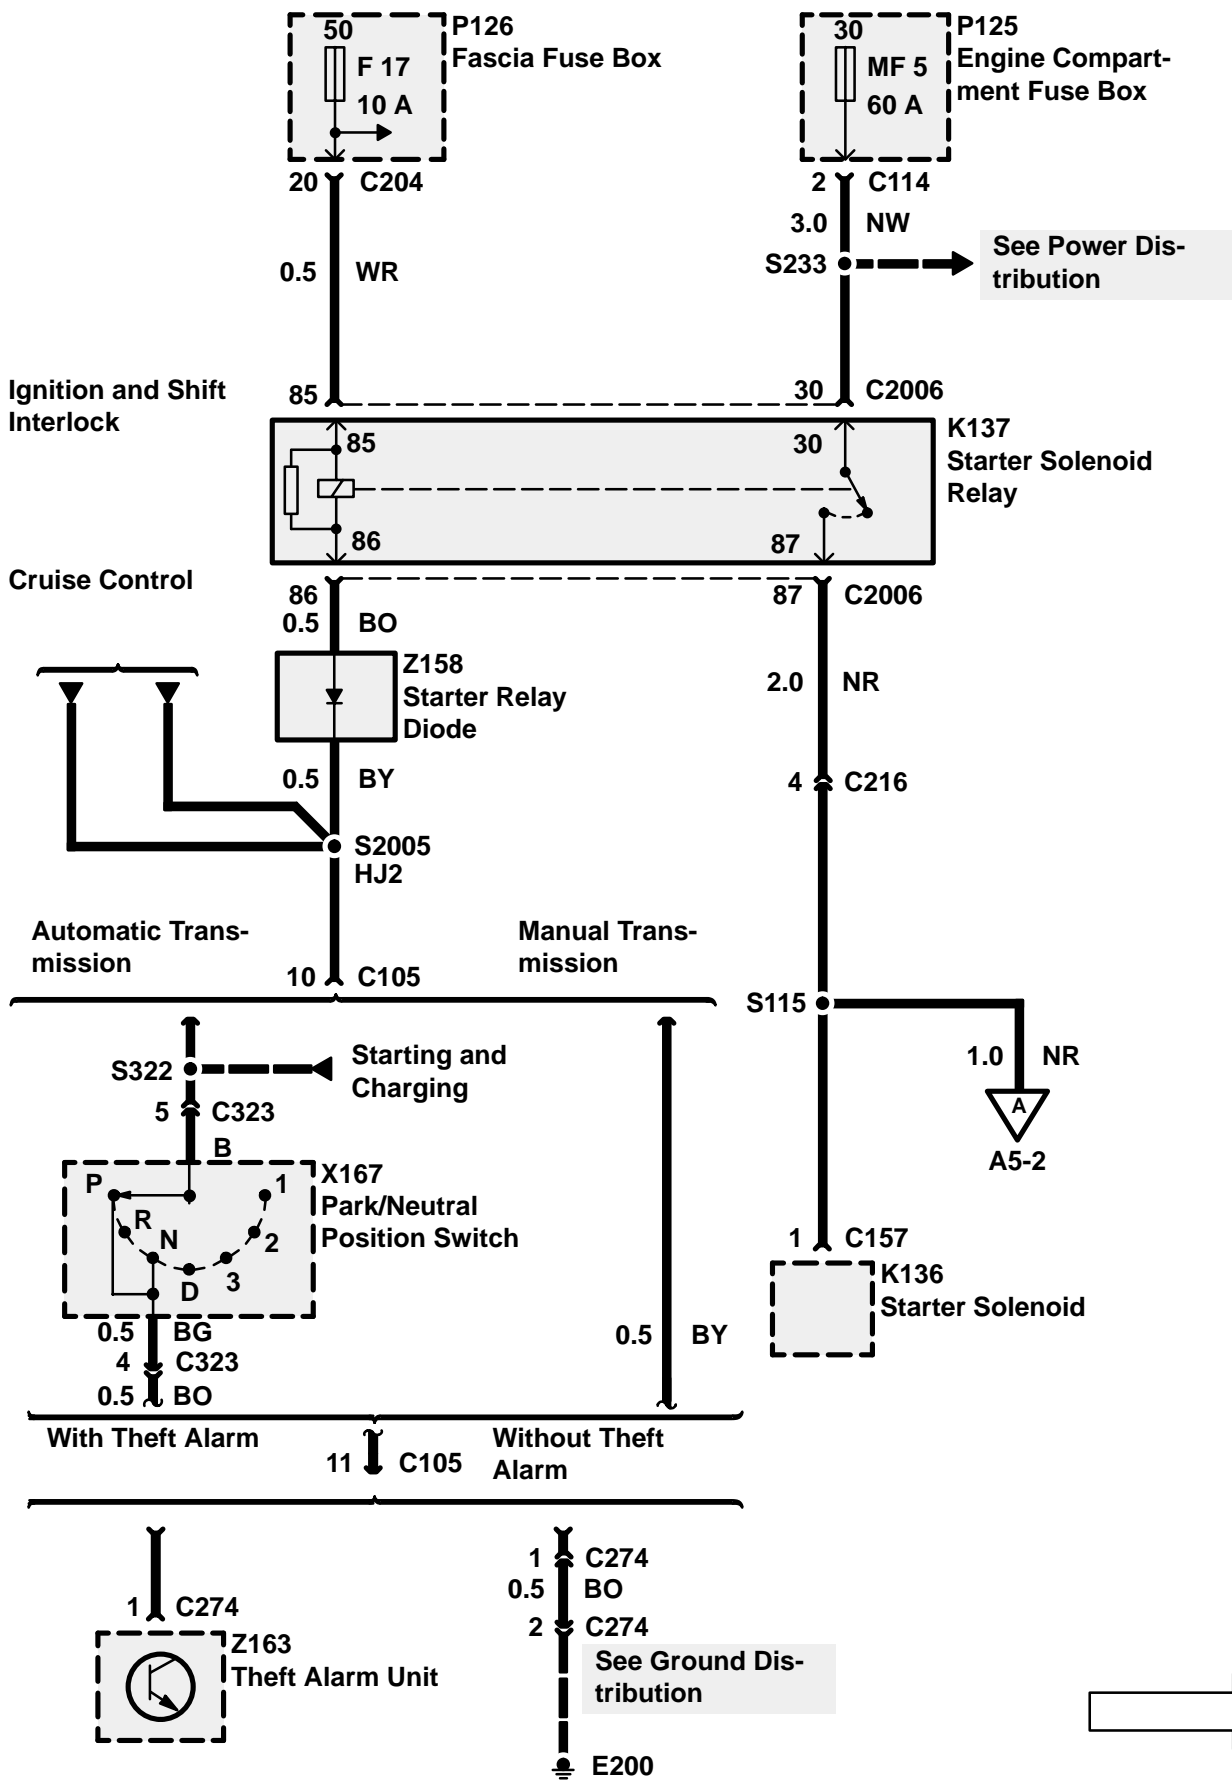 50
F 17
10 A
P126
Fascia Fuse Box
30
MF 5
60 A
P125
Engine Compart-
ment Fuse Box
20 C204
2 C114
3.0 NW
S233
See Power Dis-
tribution
0.5 WR
Ignition and Shift
Interlock
85
30 C2006
85
30
K137
Starter Solenoid
Relay
86
87
Cruise Control
86
0.5 BO
87 C2006
Z158
Starter Relay
Diode
2.0 NR
0.5 BY
4 C216
S2005
HJ2
Automatic Trans-
mission
Manual Trans-
mission
10 C105
S115
S322
Starting and
Charging
1.0 NR
A
A5-2
5 C323
B
X167
Park/Neutral
Position Switch
P
R
N
D
3
2
1
1 C157
K136
Starter Solenoid
0.5 BG
4 C323
0.5 BO
0.5 BY
With Theft Alarm
Without Theft
Alarm
11 C105
1 C274
0.5 BO
2 C274
1 C274
Z163
Theft Alarm Unit
See Ground Dis-
tribution
E200